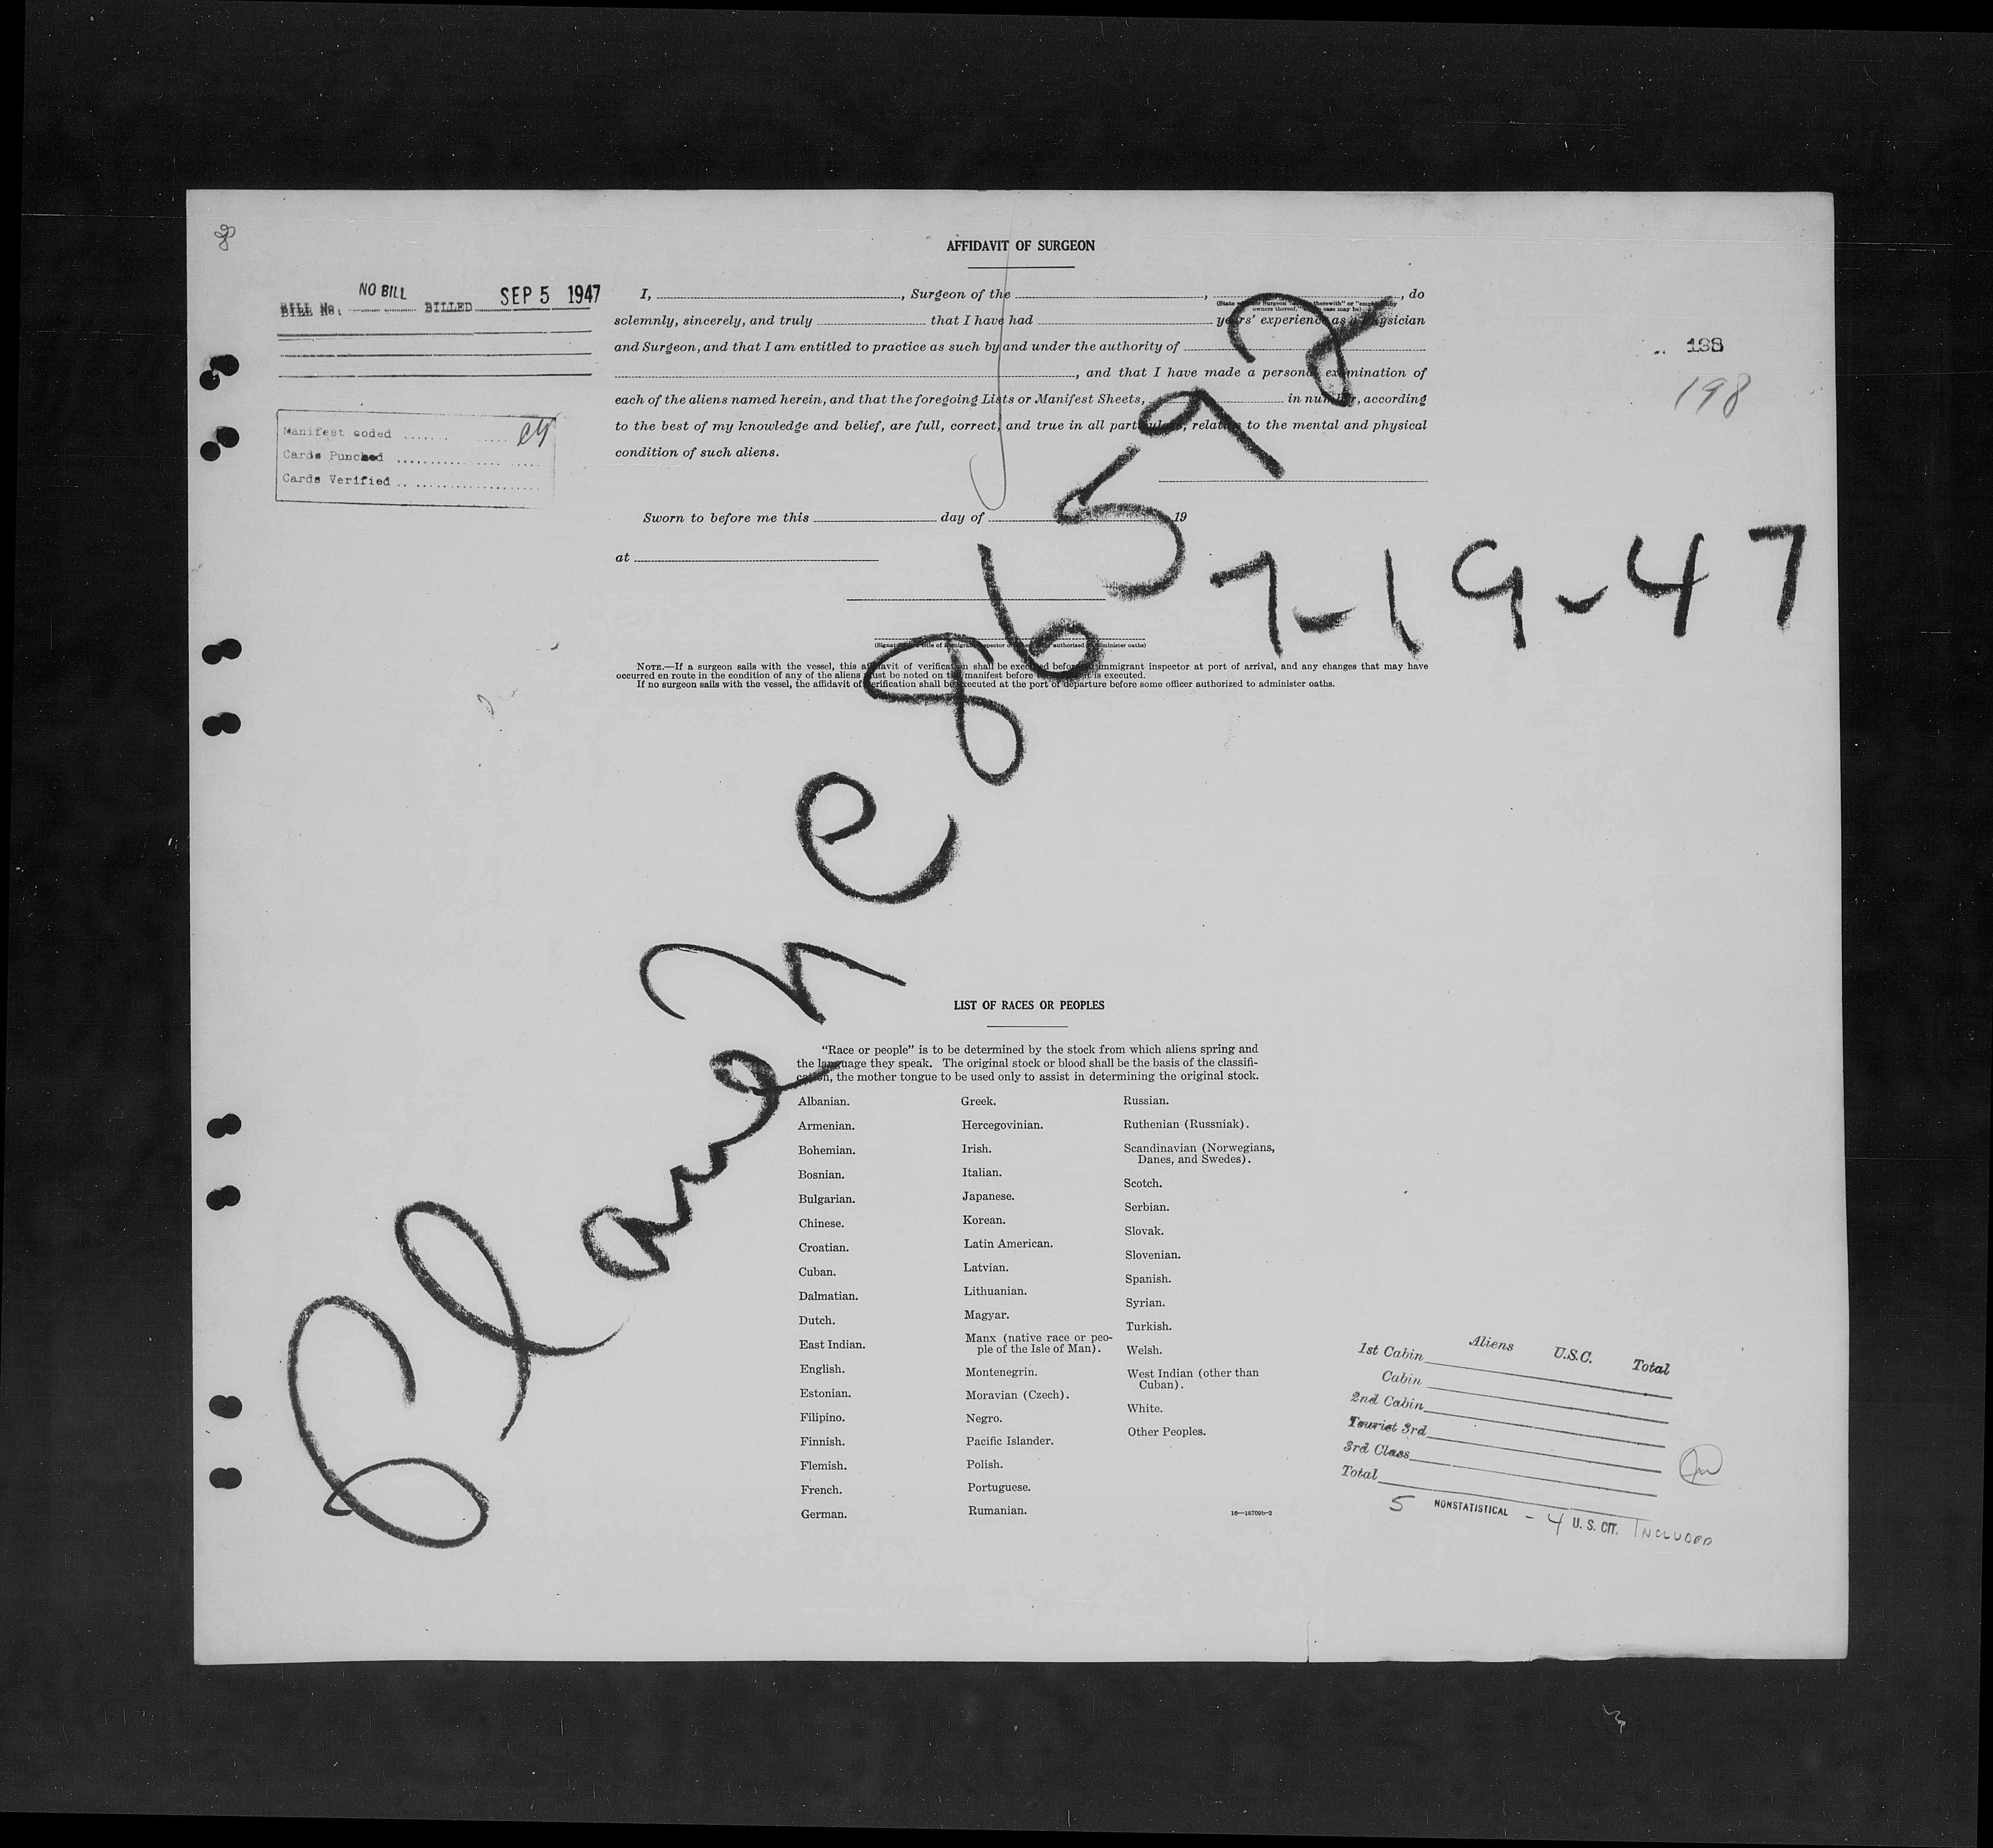 8
AFFIDAVIT OF SURGEON
BILL No. NO BILL BILLED SEP 5 1947
I, , Surgeon of the , , do
solemnly, sincerely, and truly that I have had years' experience as a Physician
and Surgeon, and that I am entitled to practice as such by and under the authority of
, and that I have made a personal examination of
each of the aliens named herein, and that the foregoing Lists or Manifest Sheets, in number, according
to the best of my knowledge and belief, are full, correct, and true in all particulars, relative to the mental and physical
condition of such aliens.
198
198
Manifest coded
Cards Punched
Cards Verified
Sworn to before me this day of 19
at
NOTE.—If a surgeon sails with the vessel, this affidavit of verification shall be executed before immigrant inspector at port of arrival, and any changes that may have
occurred en route in the condition of any of the aliens must be noted on the manifest before is executed.
If no surgeon sails with the vessel, the affidavit of verification shall be executed at the port of departure before some officer authorized to administer oaths.
Plane 86592
7-19-47
LIST OF RACES OR PEOPLES
"Race or people" is to be determined by the stock from which aliens spring and
the language they speak. The original stock or blood shall be the basis of the classifi-
cation, the mother tongue to be used only to assist in determining the original stock.
Albanian.
Armenian.
Bohemian.
Bosnian.
Bulgarian.
Chinese.
Croatian.
Cuban.
Dalmatian.
Dutch.
East Indian.
English.
Estonian.
Filipino.
Finnish.
Flemish.
French.
German.
Greek.
Hercegovinian.
Irish.
Italian.
Japanese.
Korean.
Latin American.
Latvian.
Lithuanian.
Magyar.
Manx (native race or peo-
ple of the Isle of Man).
Montenegrin.
Moravian (Czech).
Negro.
Pacific Islander.
Polish.
Portuguese.
Rumanian.
Russian.
Ruthenian (Russniak).
Scandinavian (Norwegians,
Danes, and Swedes).
Scotch.
Serbian.
Slovak.
Slovenian.
Spanish.
Syrian.
Turkish.
Welsh.
West Indian (other than
Cuban).
White.
Other Peoples.
16—18709b-2
Aliens U.S.C. Total
1st Cabin
Cabin
2nd Cabin
Tourist 3rd
3rd Class
Total
5 NONSTATISTICAL - 4 U. S. CIT. INCLUDED